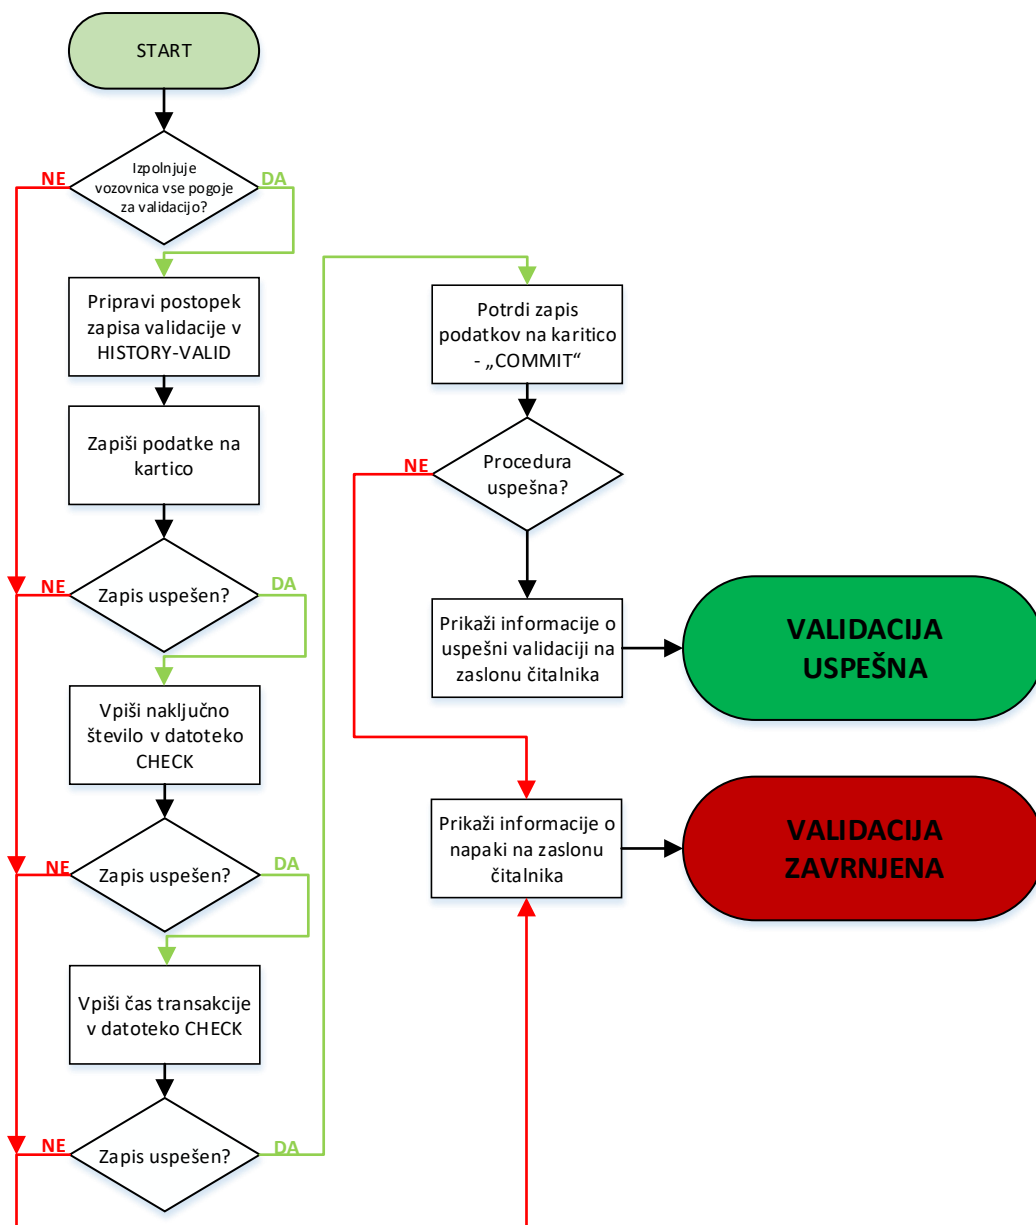 START
Izpolnjuje
vozovnica vse pogoje
za validacijo?
NE
DA
Pripravi postopek
zapisa validacije v
HISTORY-VALID
Zapiši podatke na
kartico
Zapis uspešen?
NE
DA
Vpiši naključno
število v datoteko
CHECK
Zapis uspešen?
NE
DA
Vpiši čas transakcije
v datoteko CHECK
Zapis uspešen?
NE
DA
Potrdi zapis
podatkov na karitico
- „COMMIT“
Procedura
uspešna?
NE
Prikaži informacije o
uspešni validaciji na
zaslonu čitalnika
VALIDACIJA
USPEŠNA
Prikaži informacije o
napaki na zaslonu
čitalnika
VALIDACIJA
ZAVRNJENA